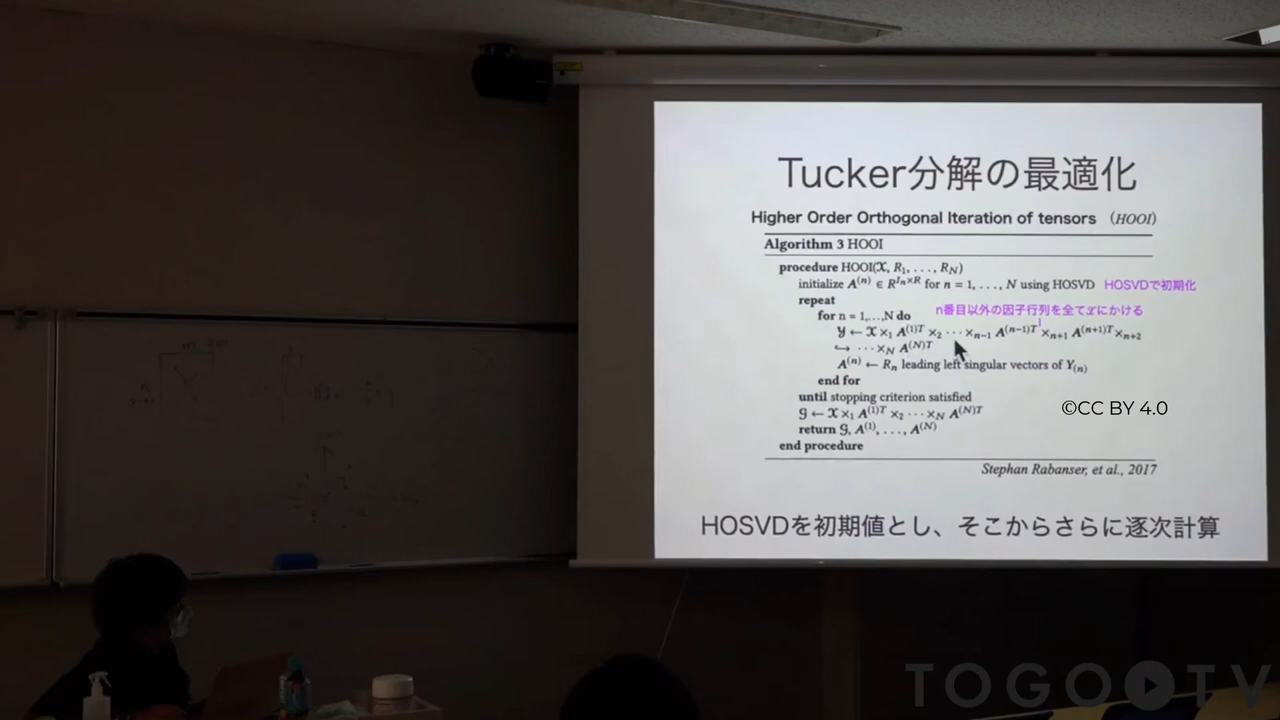 Tucker分解の最適化
Higher Order Orthogonal Iteration of tensors （HOOI）
Algorithm 3 HOOI
procedure HOOI(𝒳, R₁, . . . , R_N)
initialize A⁽ⁿ⁾ ∈ R^{Iₙ×R} for n = 1, . . . , N using HOSVD HOSVDで初期化
repeat
n番目以外の因子行列を全て𝒳にかける
for n = 1,...,N do
𝒴 ← 𝒳 ×₁ A^{(1)T} ×₂ ··· ×_{n−1} A^{(n−1)T} ×_{n+1} A^{(n+1)T} ×_{n+2}
↪ ··· ×_N A^{(N)T}
A⁽ⁿ⁾ ← Rₙ leading left singular vectors of Y₍ₙ₎
end for
until stopping criterion satisfied
𝒢 ← 𝒳 ×₁ A^{(1)T} ×₂ ··· ×_N A^{(N)T}
return 𝒢, A⁽¹⁾, . . . , A^{(N)}
end procedure
©CC BY 4.0
Stephan Rabanser, et al., 2017
HOSVDを初期値とし、そこからさらに逐次計算
TOGOTV